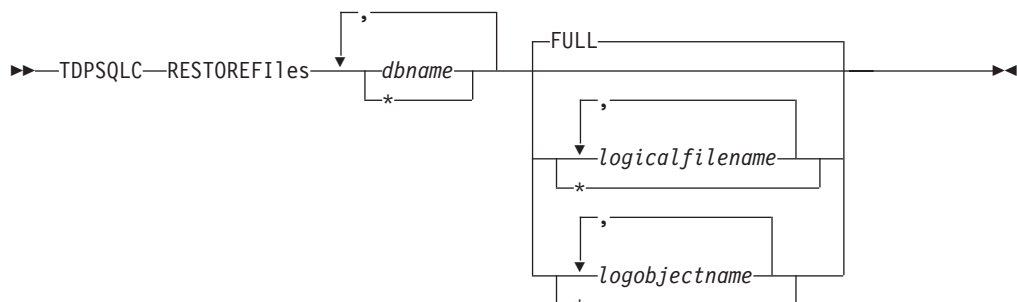 ,
FULL
TDPSQLC RESTOREFIles dbname
*
,
logicalfilename
*
,
logobjectname